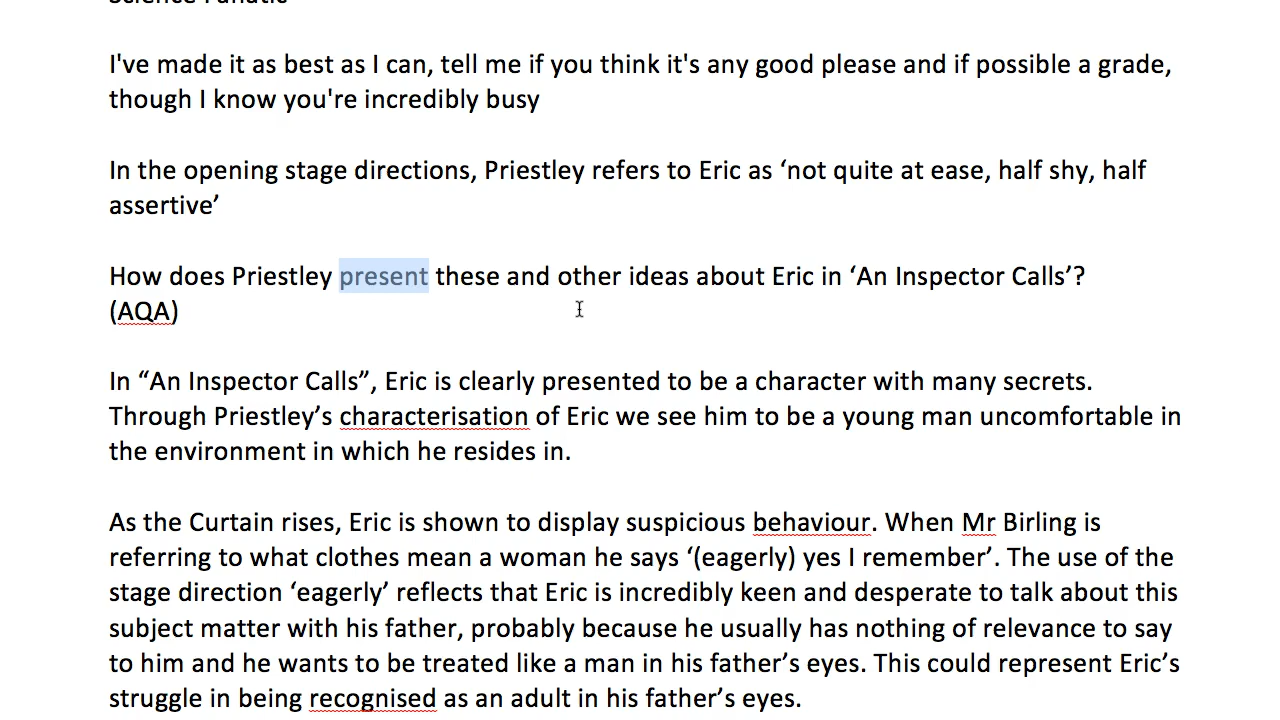 Science Fanatic
I've made it as best as I can, tell me if you think it's any good please and if possible a grade,
though I know you're incredibly busy
In the opening stage directions, Priestley refers to Eric as ‘not quite at ease, half shy, half
assertive’
How does Priestley present these and other ideas about Eric in ‘An Inspector Calls’?
(AQA)
In “An Inspector Calls”, Eric is clearly presented to be a character with many secrets.
Through Priestley’s characterisation of Eric we see him to be a young man uncomfortable in
the environment in which he resides in.
As the Curtain rises, Eric is shown to display suspicious behaviour. When Mr Birling is
referring to what clothes mean a woman he says ‘(eagerly) yes I remember’. The use of the
stage direction ‘eagerly’ reflects that Eric is incredibly keen and desperate to talk about this
subject matter with his father, probably because he usually has nothing of relevance to say
to him and he wants to be treated like a man in his father’s eyes. This could represent Eric’s
struggle in being recognised as an adult in his father’s eyes.